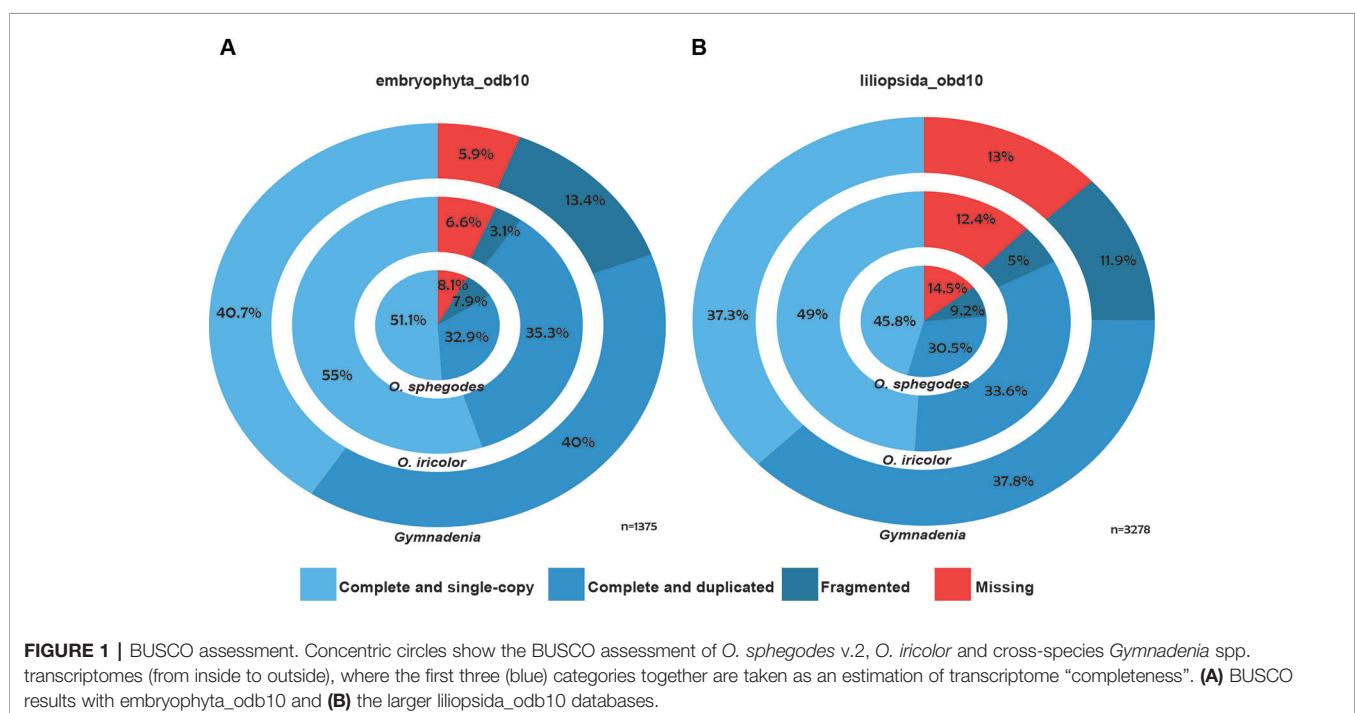 A
B
embryophyta_odb10
liliopsida_obd10
5.9%
13.4%
6.6%
3.1%
8.1%
7.9%
40.7%
51.1%
32.9%
35.3%
55%
O. sphegodes
40%
O. iricolor
Gymnadenia
n=1375
13%
12.4%
5%
11.9%
14.5%
9.2%
37.3%
49%
45.8%
30.5%
O. sphegodes
33.6%
O. iricolor
37.8%
Gymnadenia
n=3278
Complete and single-copy
Complete and duplicated
Fragmented
Missing
FIGURE 1 | BUSCO assessment. Concentric circles show the BUSCO assessment of O. sphegodes v.2, O. iricolor and cross-species Gymnadenia spp.
transcriptomes (from inside to outside), where the first three (blue) categories together are taken as an estimation of transcriptome “completeness”. (A) BUSCO
results with embryophyta_odb10 and (B) the larger liliopsida_odb10 databases.